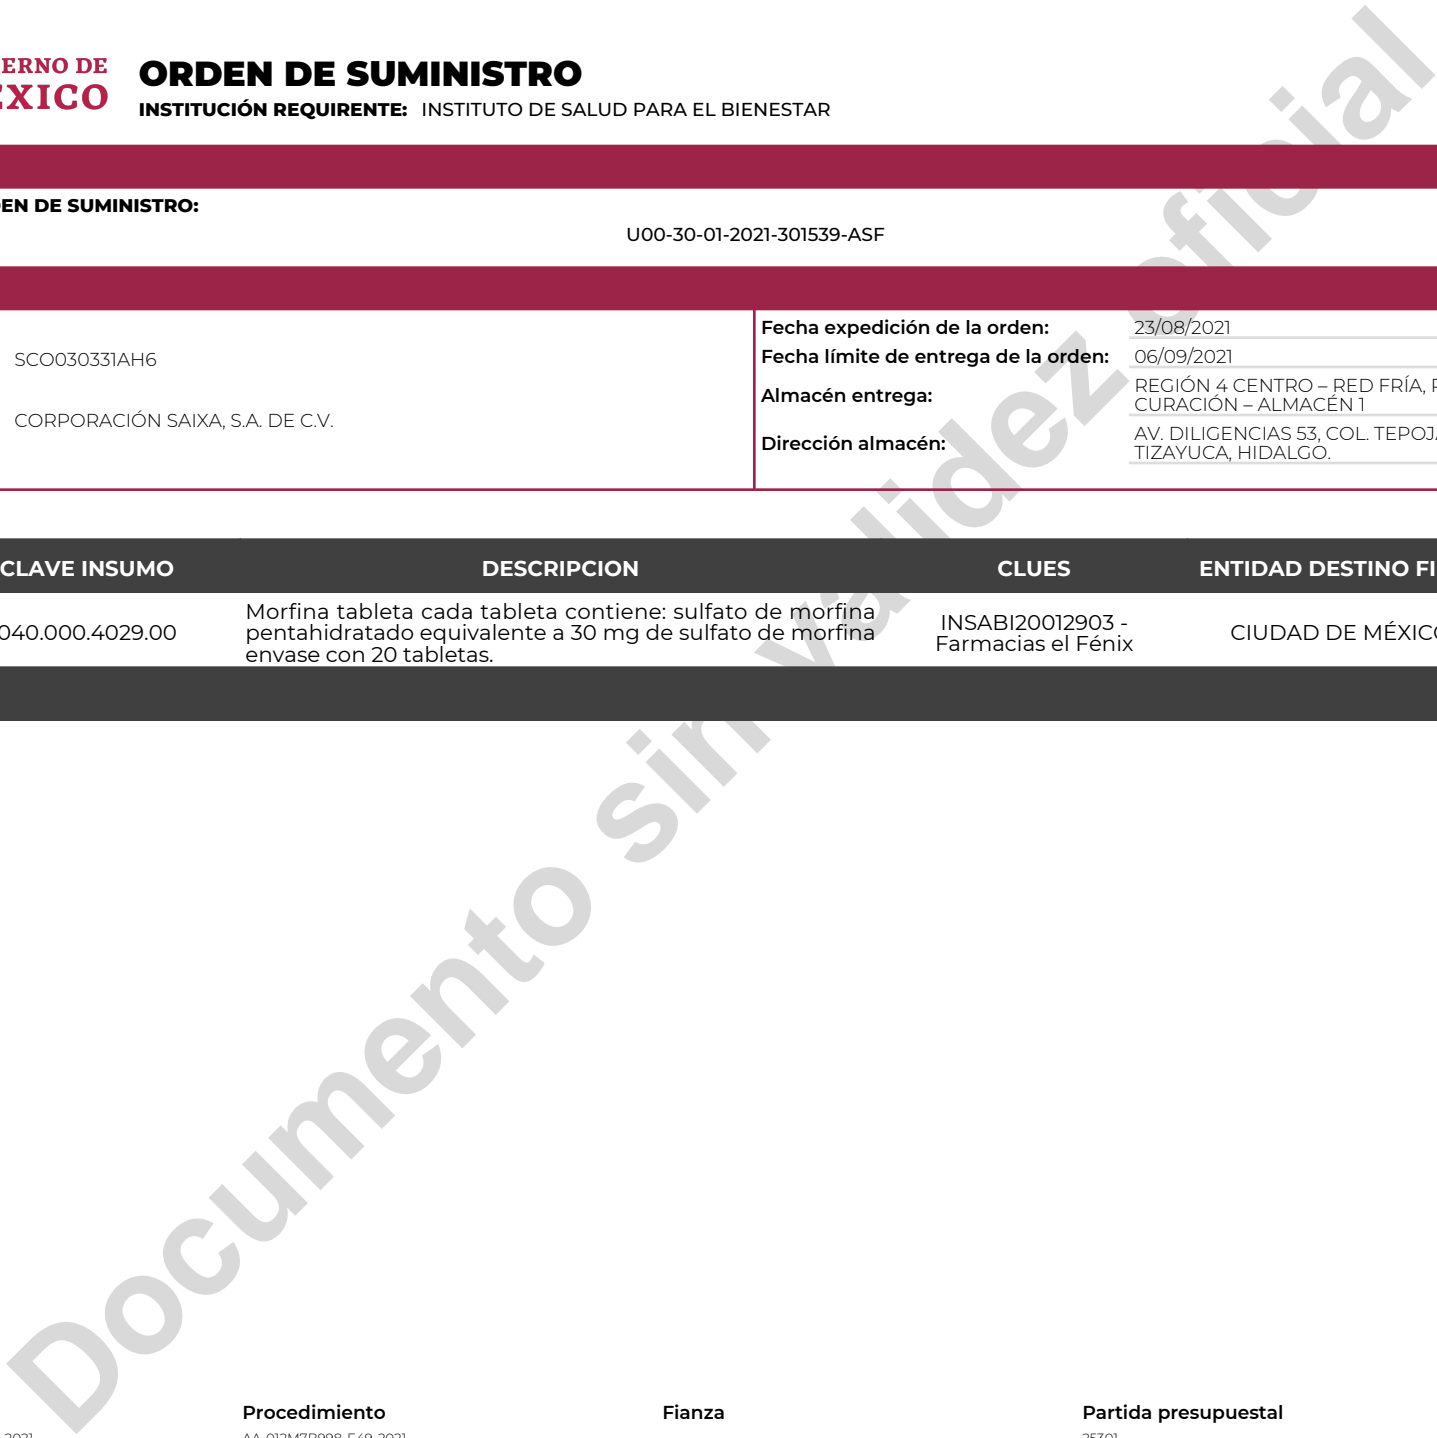 ERNO DE
ÉXICO
ORDEN DE SUMINISTRO
INSTITUCIÓN REQUIRENTE: INSTITUTO DE SALUD PARA EL BIENESTAR
EN DE SUMINISTRO:
U00-30-01-2021-301539-ASF
SCO030331AH6
CORPORACIÓN SAIXA, S.A. DE C.V.
Fecha expedición de la orden: 23/08/2021
Fecha límite de entrega de la orden: 06/09/2021
Almacén entrega: REGIÓN 4 CENTRO – RED FRÍA,
CURACIÓN – ALMACÉN 1
Dirección almacén: AV. DILIGENCIAS 53, COL. TEPOJA
TIZAYUCA, HIDALGO.
CLAVE INSUMO DESCRIPCION CLUES ENTIDAD DESTINO FI
040.000.4029.00
Morfina tableta cada tableta contiene: sulfato de morfina
pentahidratado equivalente a 30 mg de sulfato de morfina
envase con 20 tabletas.
INSABI20012903 -
Farmacias el Fénix
CIUDAD DE MÉXICO
Documento sin validez oficial
Procedimiento Fianza Partida presupuestal